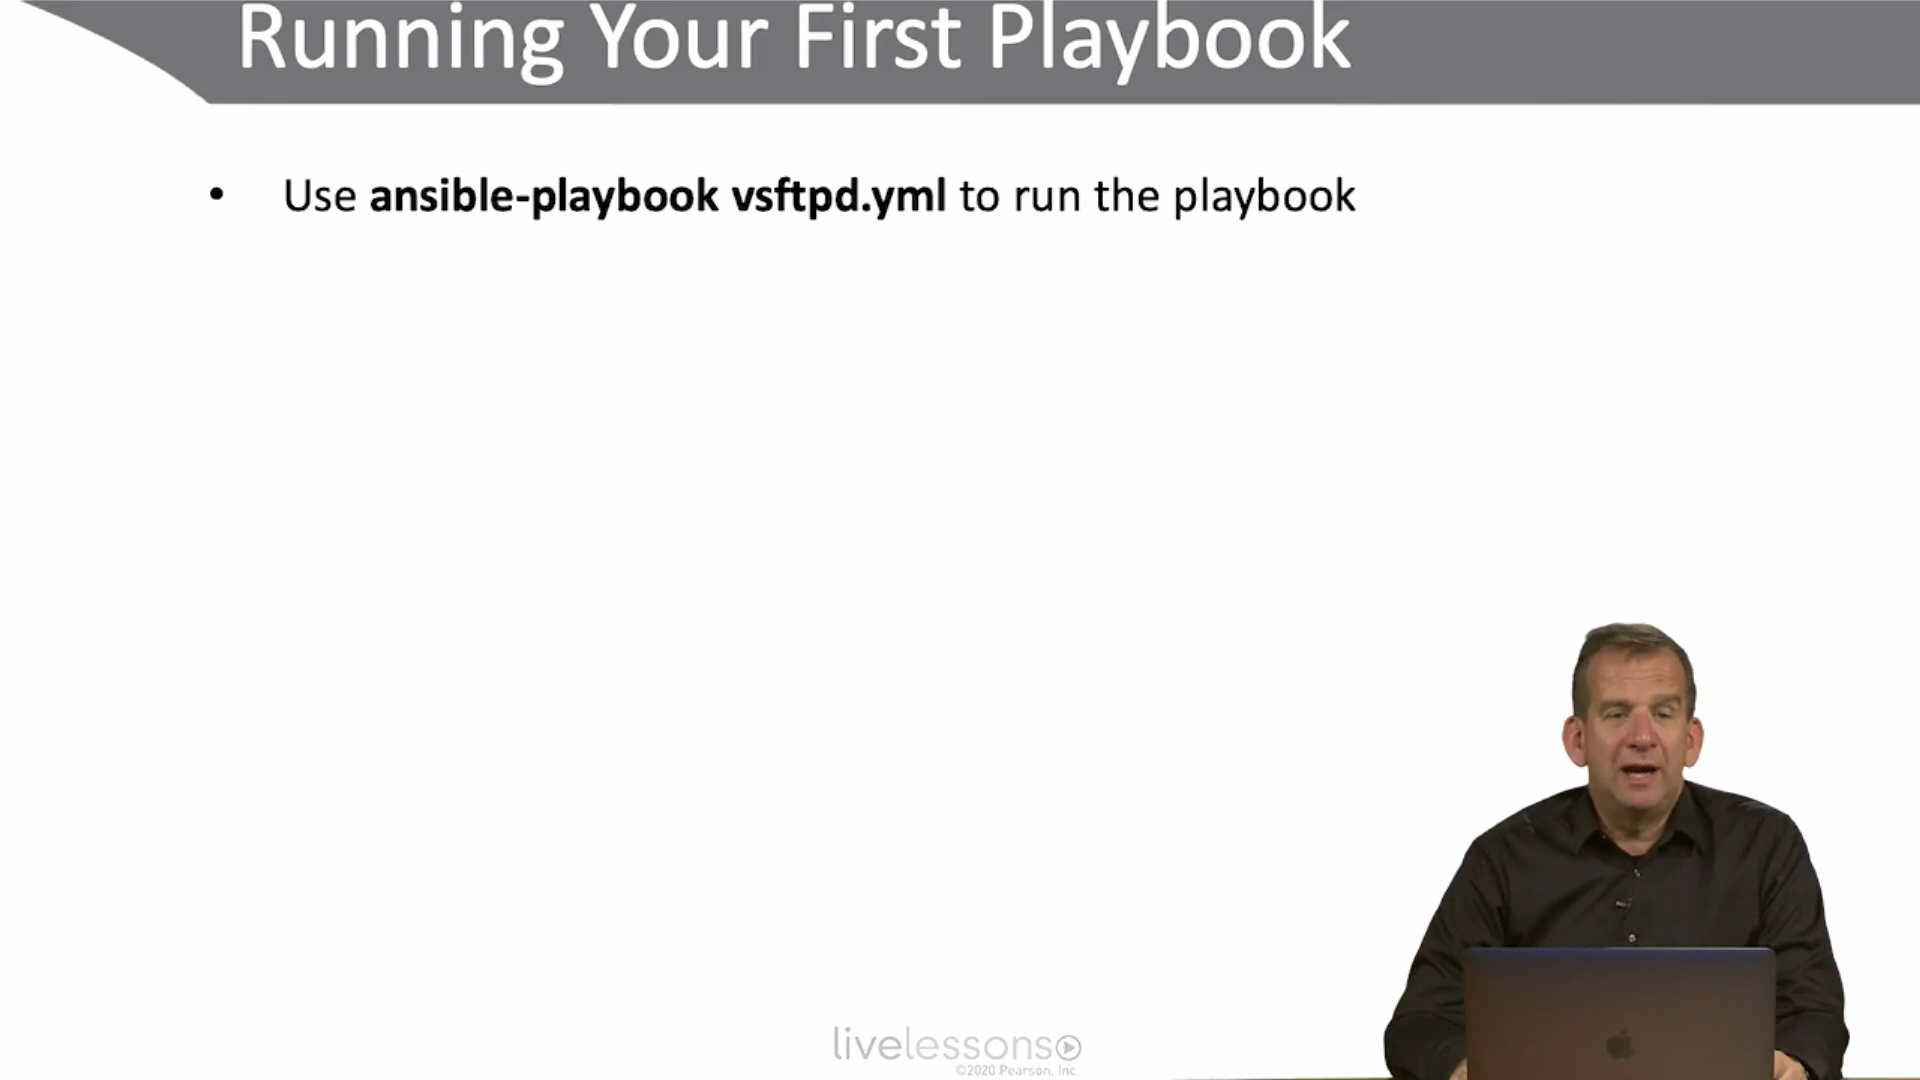 Running Your First Playbook
• Use ansible-playbook vsftpd.yml to run the playbook
livelessons
©2020 Pearson, Inc.